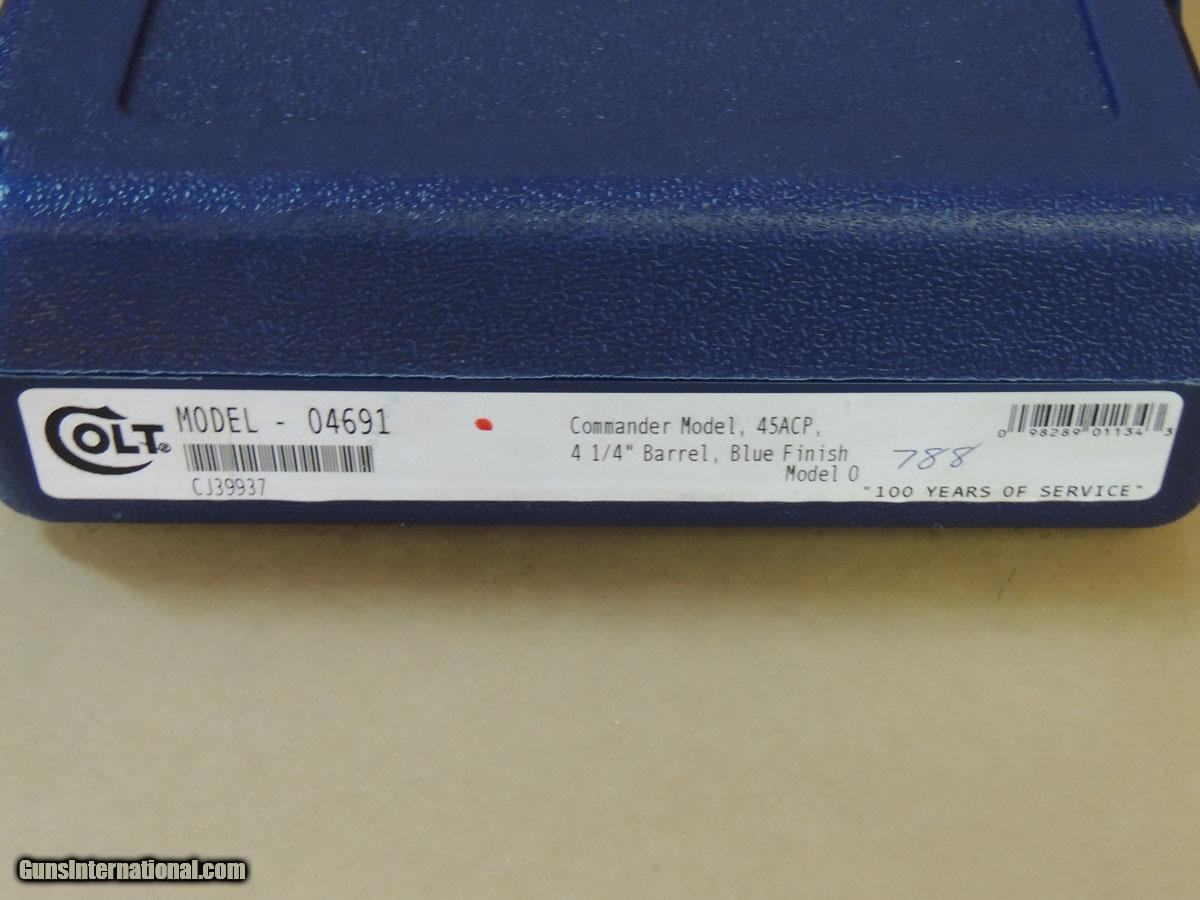 COLT®
MODEL - 04691
CJ39937
Commander Model, 45ACP,
4 1/4" Barrel, Blue Finish
Model O
788
0 98289 01134 3
"100 YEARS OF SERVICE"
GunsInternational.com